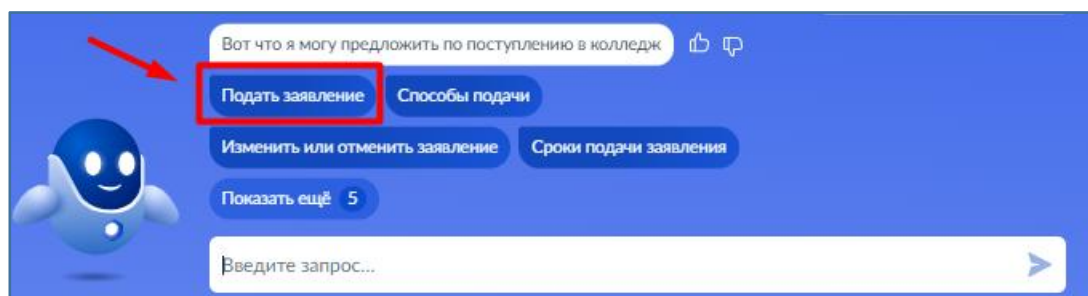 Вот что я могу предложить по поступлению в колледж
Подать заявление Способы подачи
Изменить или отменить заявление Сроки подачи заявления
Показать ещё 5
Введите запрос...